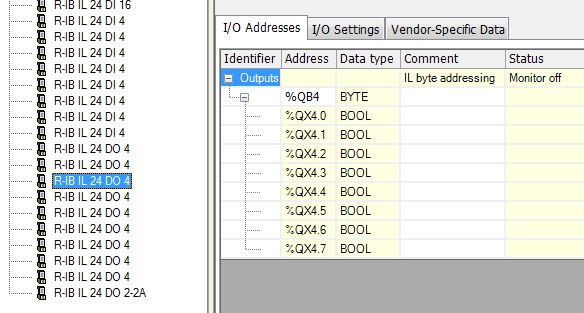 R-IB IL 24 DI 16
R-IB IL 24 DI 4
R-IB IL 24 DI 4
R-IB IL 24 DI 4
R-IB IL 24 DI 4
R-IB IL 24 DI 4
R-IB IL 24 DI 4
R-IB IL 24 DI 4
R-IB IL 24 DI 4
R-IB IL 24 DO 4
R-IB IL 24 DO 4
R-IB IL 24 DO 4
R-IB IL 24 DO 4
R-IB IL 24 DO 4
R-IB IL 24 DO 4
R-IB IL 24 DO 4
R-IB IL 24 DO 4
R-IB IL 24 DO 4
R-IB IL 24 DO 2-2A
I/O Addresses I/O Settings Vendor-Specific Data
Identifier Address Data type Comment Status
Outputs IL byte addressing Monitor off
%QB4 BYTE
%QX4.0 BOOL
%QX4.1 BOOL
%QX4.2 BOOL
%QX4.3 BOOL
%QX4.4 BOOL
%QX4.5 BOOL
%QX4.6 BOOL
%QX4.7 BOOL